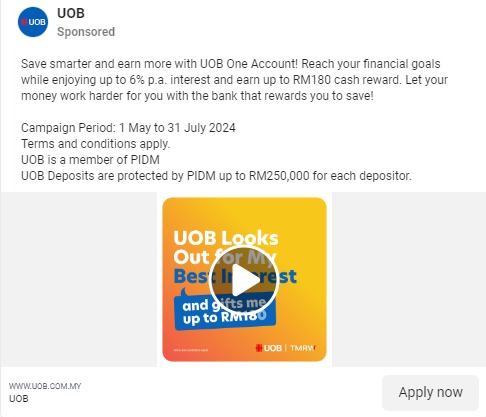 UOB
UOB
Sponsored
Save smarter and earn more with UOB One Account! Reach your financial goals
while enjoying up to 6% p.a. interest and earn up to RM180 cash reward. Let your
money work harder for you with the bank that rewards you to save!
Campaign Period: 1 May to 31 July 2024
Terms and conditions apply.
UOB is a member of PIDM
UOB Deposits are protected by PIDM up to RM250,000 for each depositor.
UOB Looks
Out for My
Best Interest
and gifts me
up to RM180
UOB | TMRW
WWW.UOB.COM.MY
UOB
Apply now